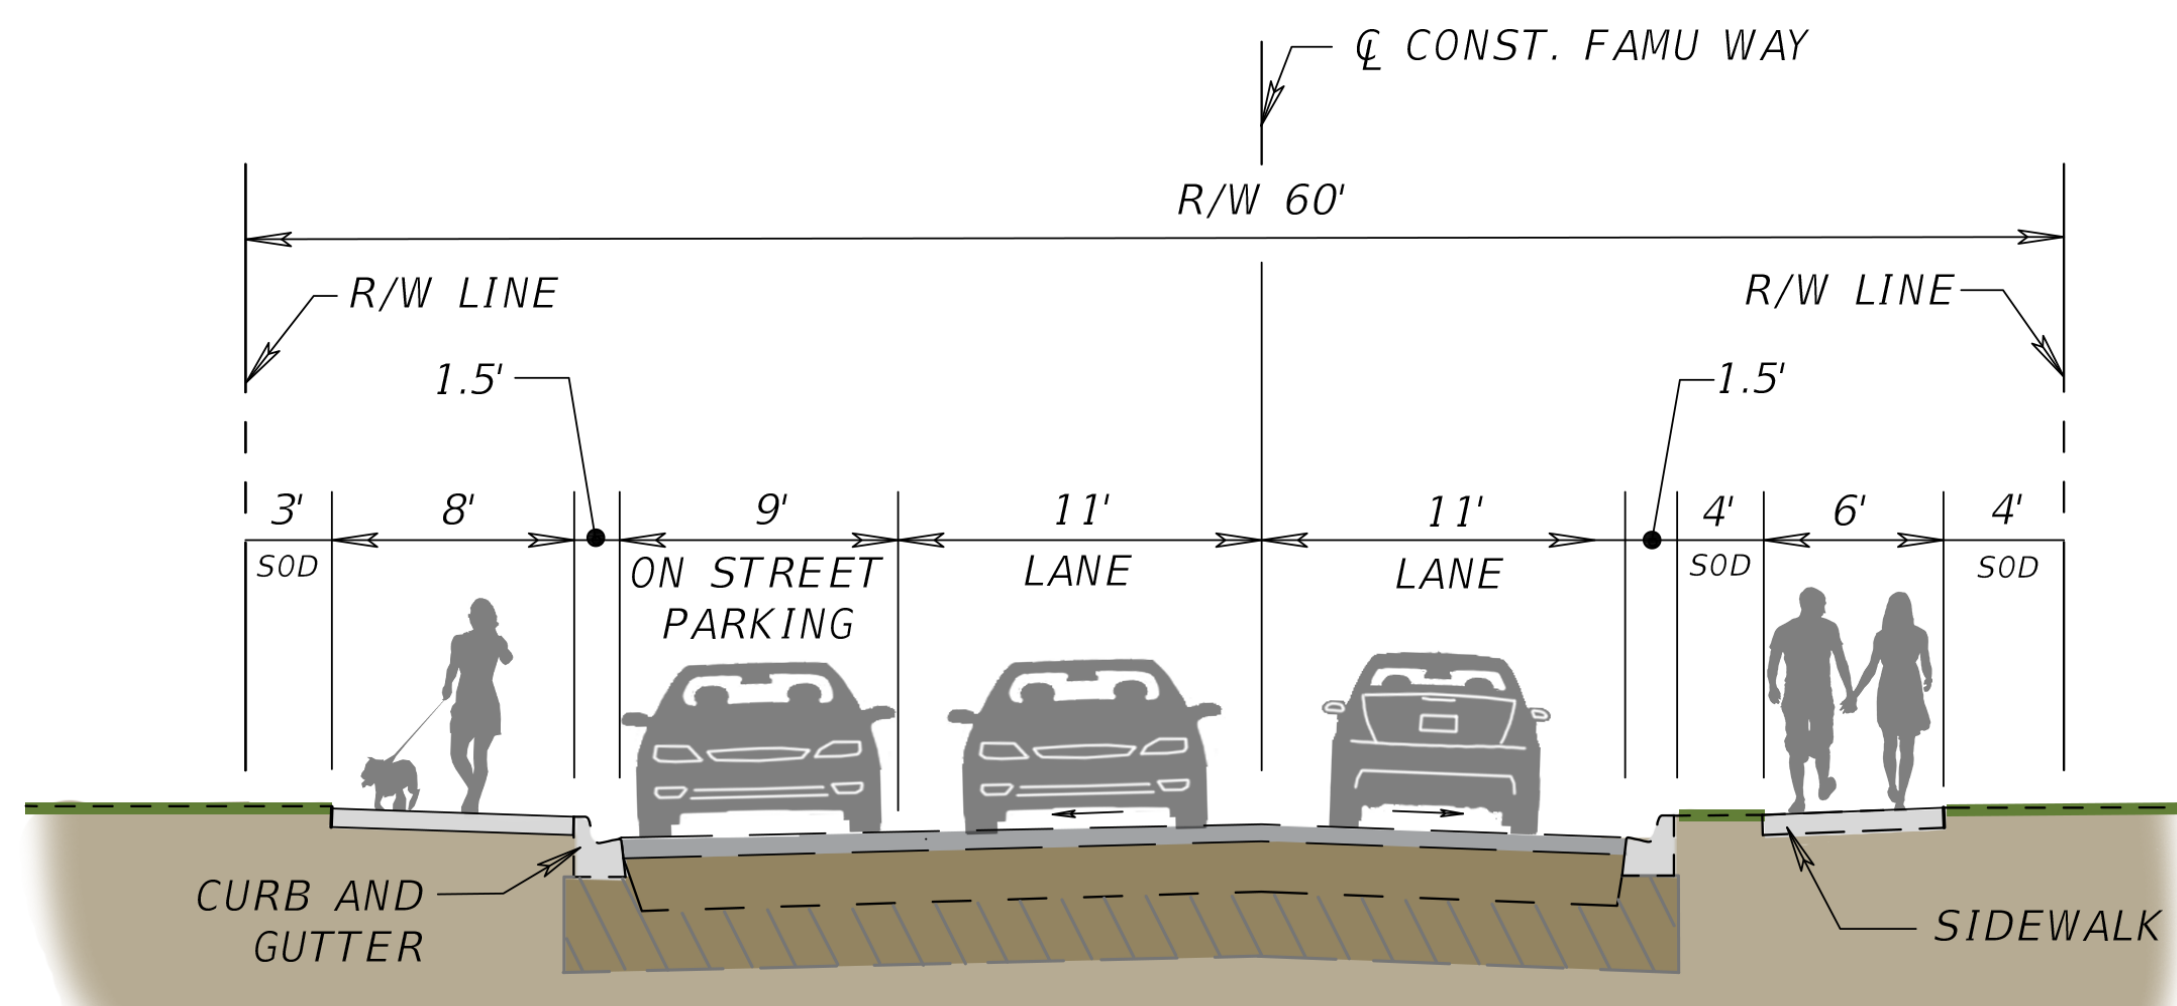 ℄ CONST. FAMU WAY
R/W 60'
R/W LINE
R/W LINE
1.5'
1.5'
3'
8'
9'
11'
11'
4'
6'
4'
SOD
ON STREET
PARKING
LANE
LANE
SOD
SOD
CURB AND
GUTTER
SIDEWALK